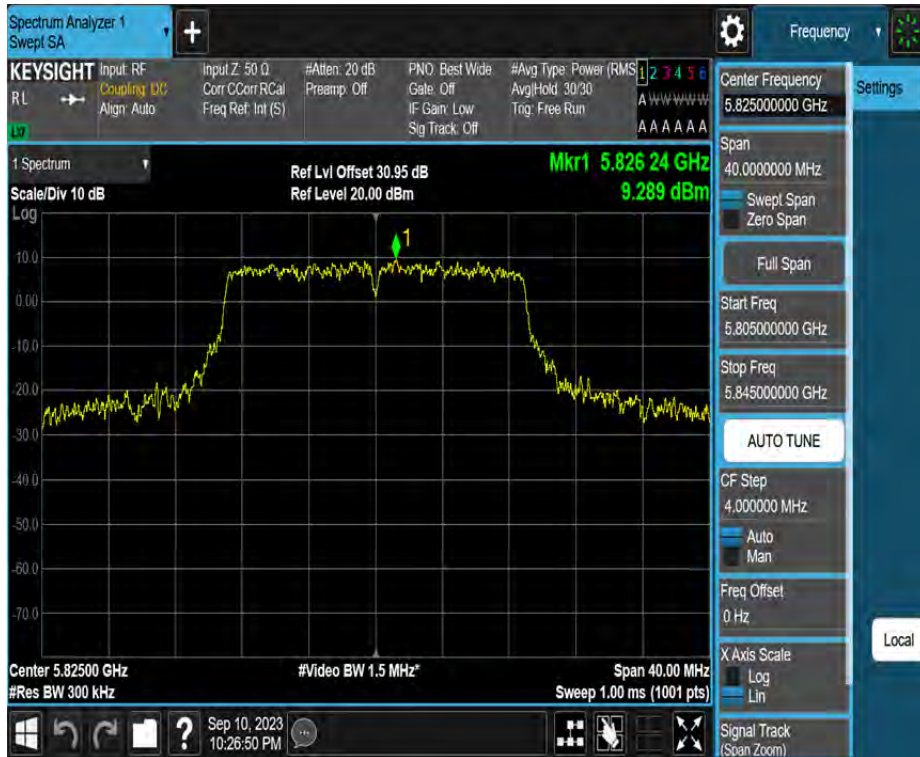 Spectrum Analyzer 1
Swept SA
Frequency
KEYSIGHT
RL
LXI
Input: RF
Coupling: DC
Align: Auto
Input Z: 50 Ω
Corr CCorr RCal
Freq Ref: Int (S)
#Atten: 20 dB
Preamp: Off
PNO: Best Wide
Gate: Off
IF Gain: Low
Sig Track: Off
#Avg Type: Power (RMS
Avg|Hold: 30/30
Trig: Free Run
1 2 3 4 5 6
A W W W W W
A A A A A A
1 Spectrum
Scale/Div 10 dB
Ref Lvl Offset 30.95 dB
Ref Level 20.00 dBm
Mkr1 5.826 24 GHz
9.289 dBm
Log
1
10.0
0.00
-10.0
-20.0
-30.0
-40.0
-50.0
-60.0
-70.0
Center 5.82500 GHz
#Res BW 300 kHz
#Video BW 1.5 MHz*
Span 40.00 MHz
Sweep 1.00 ms (1001 pts)
?
Sep 10, 2023
10:26:50 PM
Center Frequency
5.825000000 GHz
Span
40.0000000 MHz
Swept Span
Zero Span
Full Span
Start Freq
5.805000000 GHz
Stop Freq
5.845000000 GHz
AUTO TUNE
CF Step
4.000000 MHz
Auto
Man
Freq Offset
0 Hz
X Axis Scale
Log
Lin
Signal Track
(Span Zoom)
Settings
Local